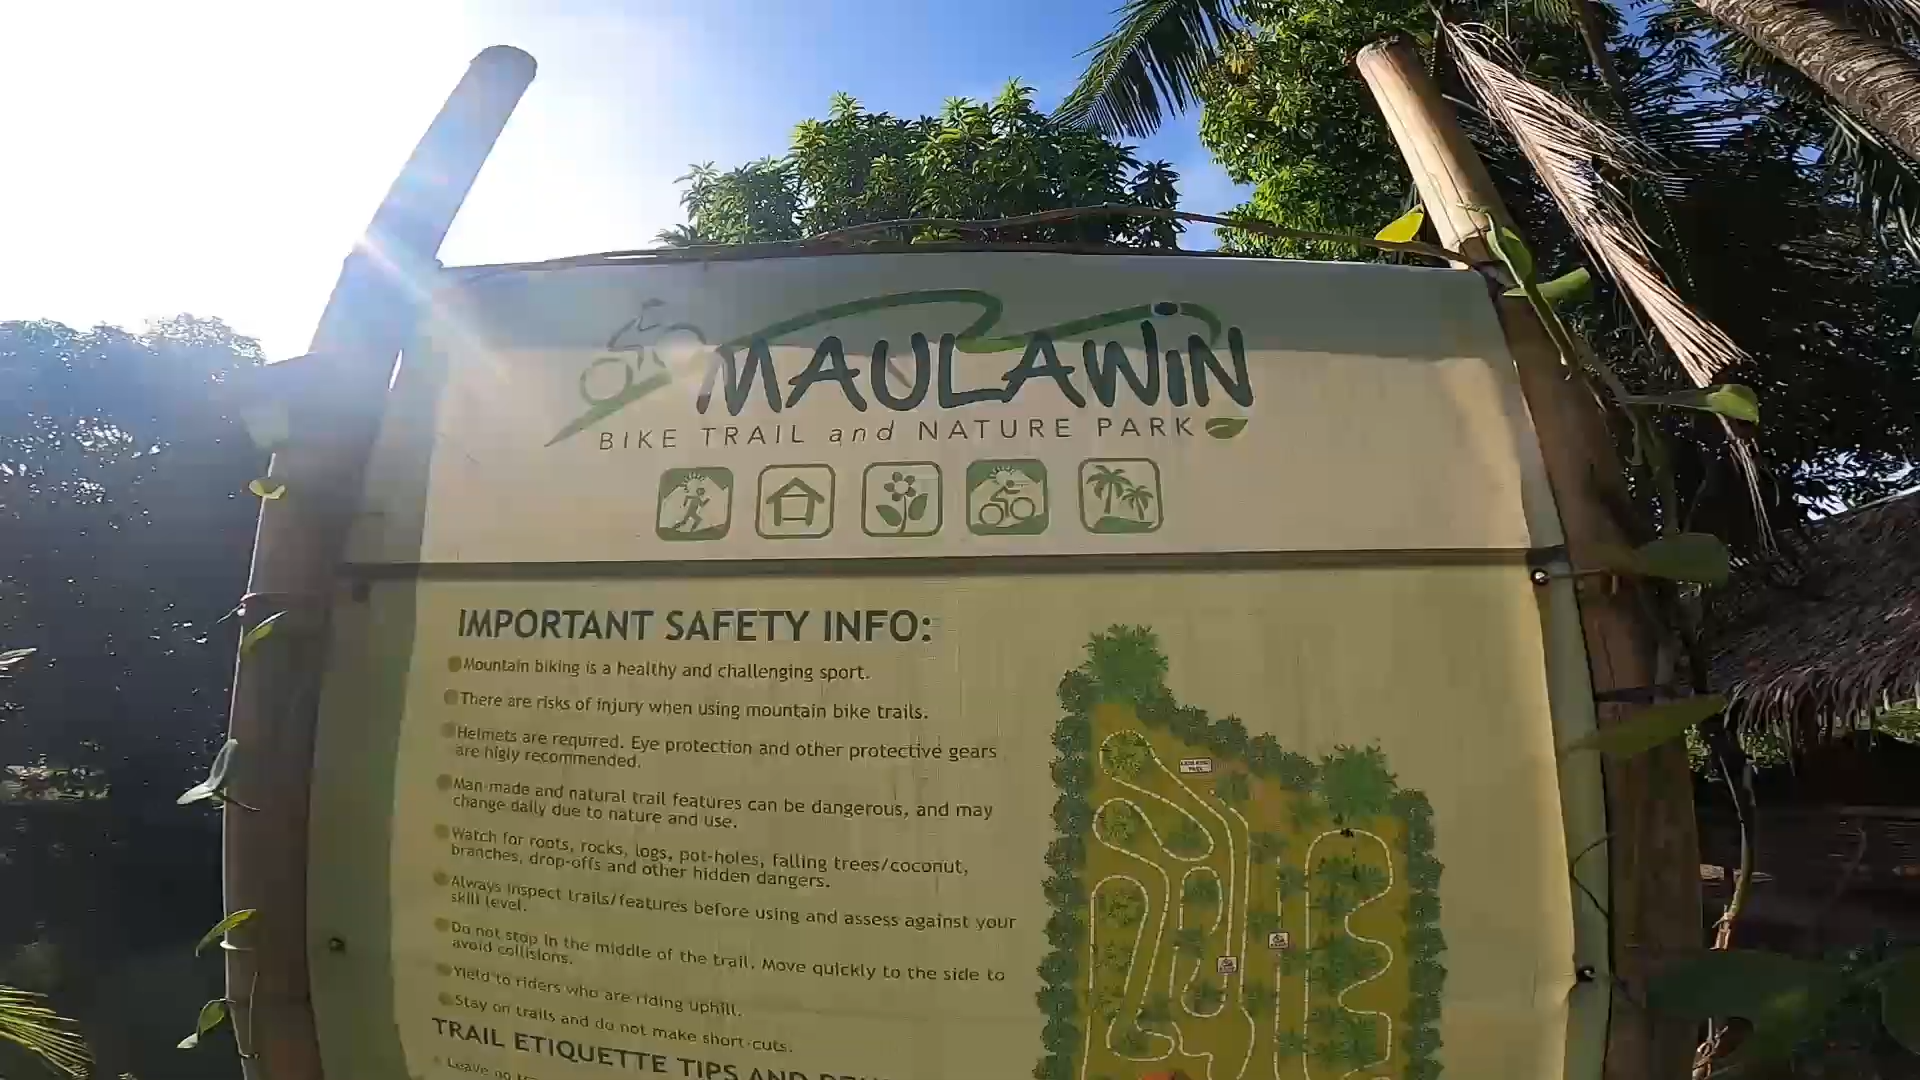 MAULAWiN
BIKE TRAIL and NATURE PARK
IMPORTANT SAFETY INFO:
Mountain biking is a healthy and challenging sport.
There are risks of injury when using mountain bike trails.
Helmets are required. Eye protection and other protective gears
are higly recommended.
Man-made and natural trail features can be dangerous, and may
change daily due to nature and use.
Watch for roots, rocks, logs, pot-holes, falling trees/coconut,
branches, drop-offs and other hidden dangers.
Always inspect trails/features before using and assess against your
skill level.
Do not stop in the middle of the trail. Move quickly to the side to
avoid collisions.
Yield to riders who are riding uphill.
Stay on trails and do not make short-cuts.
TRAIL ETIQUETTE TIPS AND
Leave no